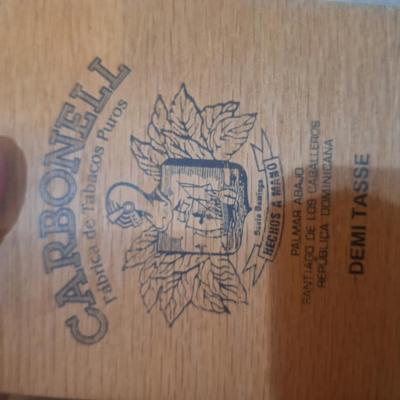 CARBONELL
Fábrica de Tabacos Puros
Santo Domingo
HECHOS A MANO
PALMAR ABAJO
SANTIAGO DE LOS CABALLEROS
REPUBLICA DOMINICANA
DEMI TASSE